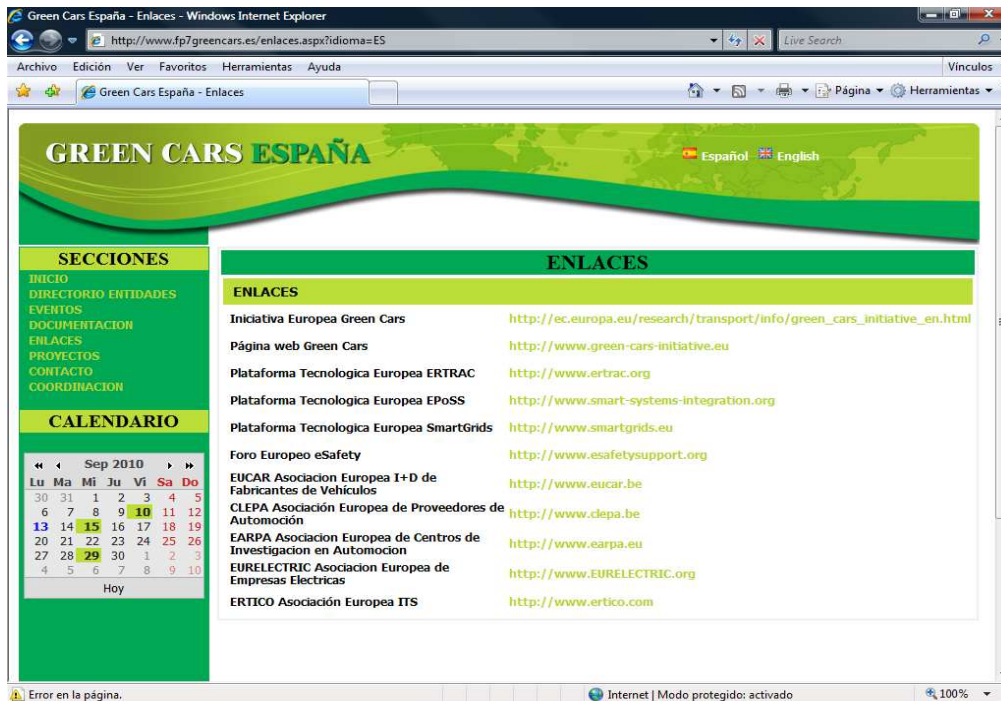 Green Cars España - Enlaces - Windows Internet Explorer
http://www.fp7greencars.es/enlaces.aspx?idioma=ES
Live Search
Archivo Edición Ver Favoritos Herramientas Ayuda
Vínculos
Green Cars España - Enlaces
Página Herramientas
GREEN CARS ESPAÑA
Español English
SECCIONES
INICIO
DIRECTORIO ENTIDADES
EVENTOS
DOCUMENTACION
ENLACES
PROYECTOS
CONTACTO
COORDINACION
CALENDARIO
Sep 2010
Lu Ma Mi Ju Vi Sa Do
30 31 1 2 3 4 5
6 7 8 9 10 11 12
13 14 15 16 17 18 19
20 21 22 23 24 25 26
27 28 29 30 1 2 3
4 5 6 7 8 9 10
Hoy
ENLACES
ENLACES
Iniciativa Europea Green Cars http://ec.europa.eu/research/transport/info/green_cars_initiative_en.html
Página web Green Cars http://www.green-cars-initiative.eu
Plataforma Tecnologica Europea ERTRAC http://www.ertrac.org
Plataforma Tecnologica Europea EPoSS http://www.smart-systems-integration.org
Plataforma Tecnologica Europea SmartGrids http://www.smartgrids.eu
Foro Europeo eSafety http://www.esafetysupport.org
EUCAR Asociacion Europea I+D de
Fabricantes de Vehículos
http://www.eucar.be
CLEPA Asociación Europea de Proveedores de
Automoción
http://www.clepa.be
EARPA Asociacion Europea de Centros de
Investigacion en Automocion
http://www.earpa.eu
EURELECTRIC Asociacion Europea de
Empresas Electricas
http://www.EURELECTRIC.org
ERTICO Asociación Europea ITS http://www.ertico.com
Error en la página.
Internet | Modo protegido: activado
100%